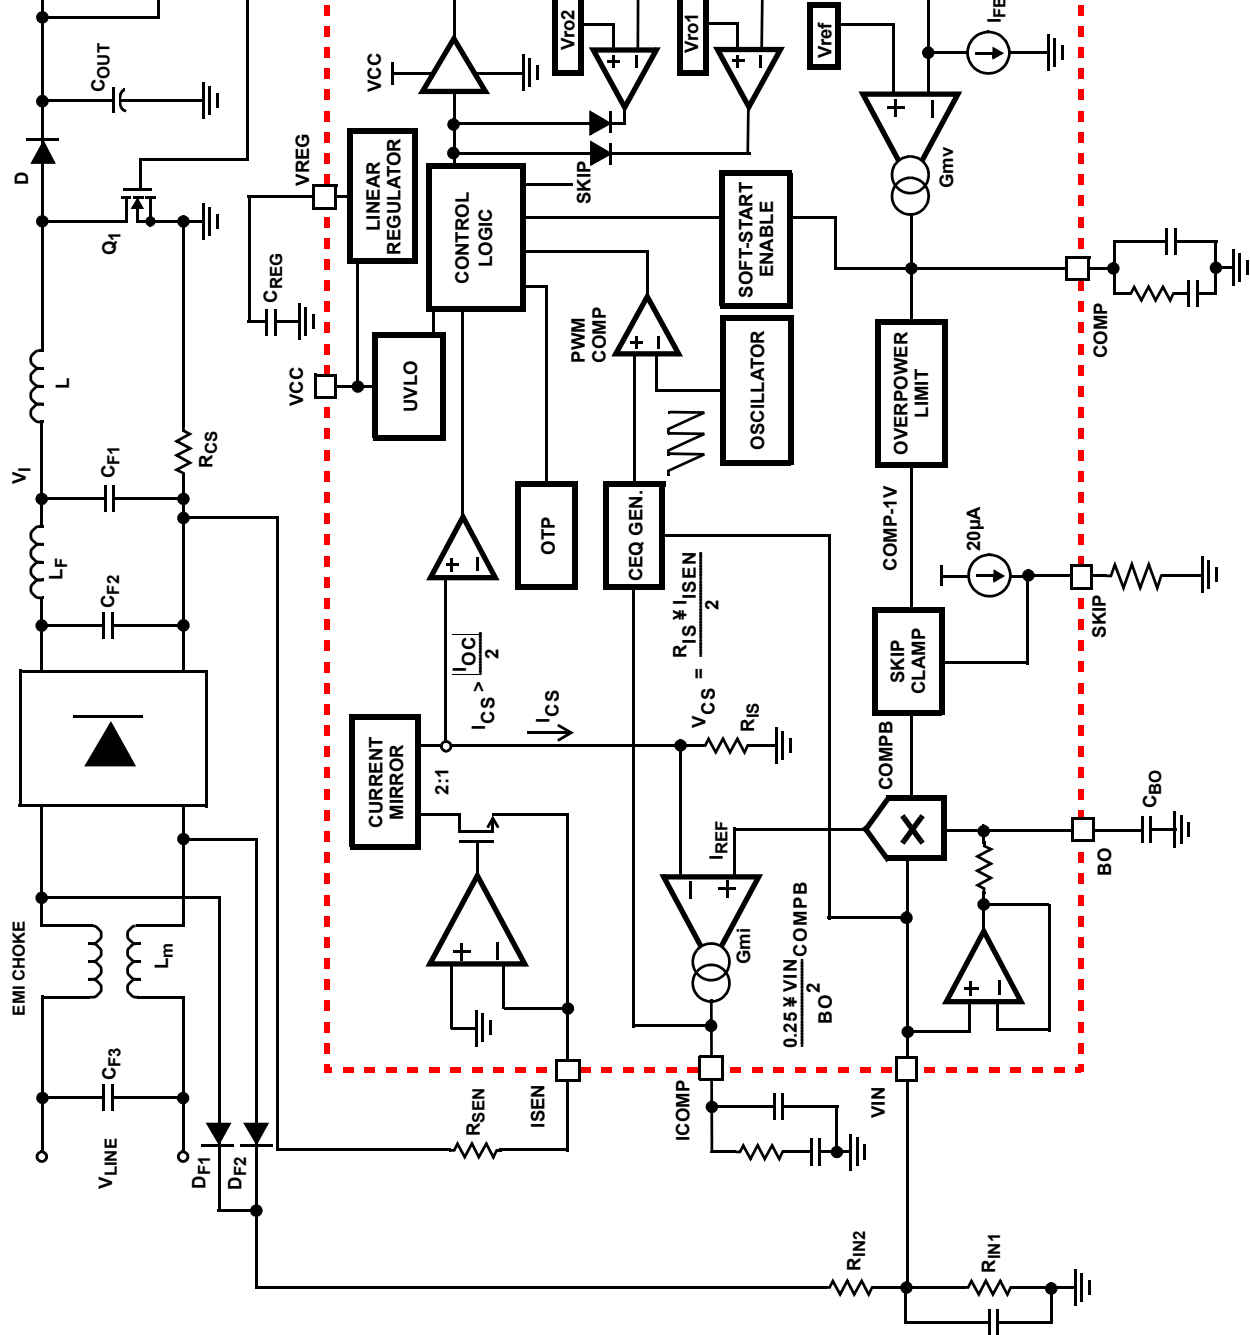 COUT
D
Q1
VREG
CREG
L
VI
CF1
RCS
LF
CF2
EMI CHOKE
Lm
CF3
VLINE
DF1
DF2
VCC
VCC
LINEAR
REGULATOR
UVLO
CONTROL
LOGIC
SKIP
Vro2
Vro1
Vref
IFB
+
−
+
−
+
−
Gmv
SOFT-START
ENABLE
PWM
COMP
+
−
OSCILLATOR
OTP
CEQ GEN.
OVERPOWER
LIMIT
COMP
COMP-1V
20µA
SKIP
SKIP
CLAMP
COMPB
X
+
−
ICS > IOC
2
ICS
VCS = RIS ¥ IISEN
2
RIS
CURRENT
MIRROR
2:1
+
−
IREF
−
+
Gmi
0.25 ¥ VIN COMPB
BO2
BO
CBO
+
−
RSEN
ISEN
ICOMP
VIN
RIN2
RIN1